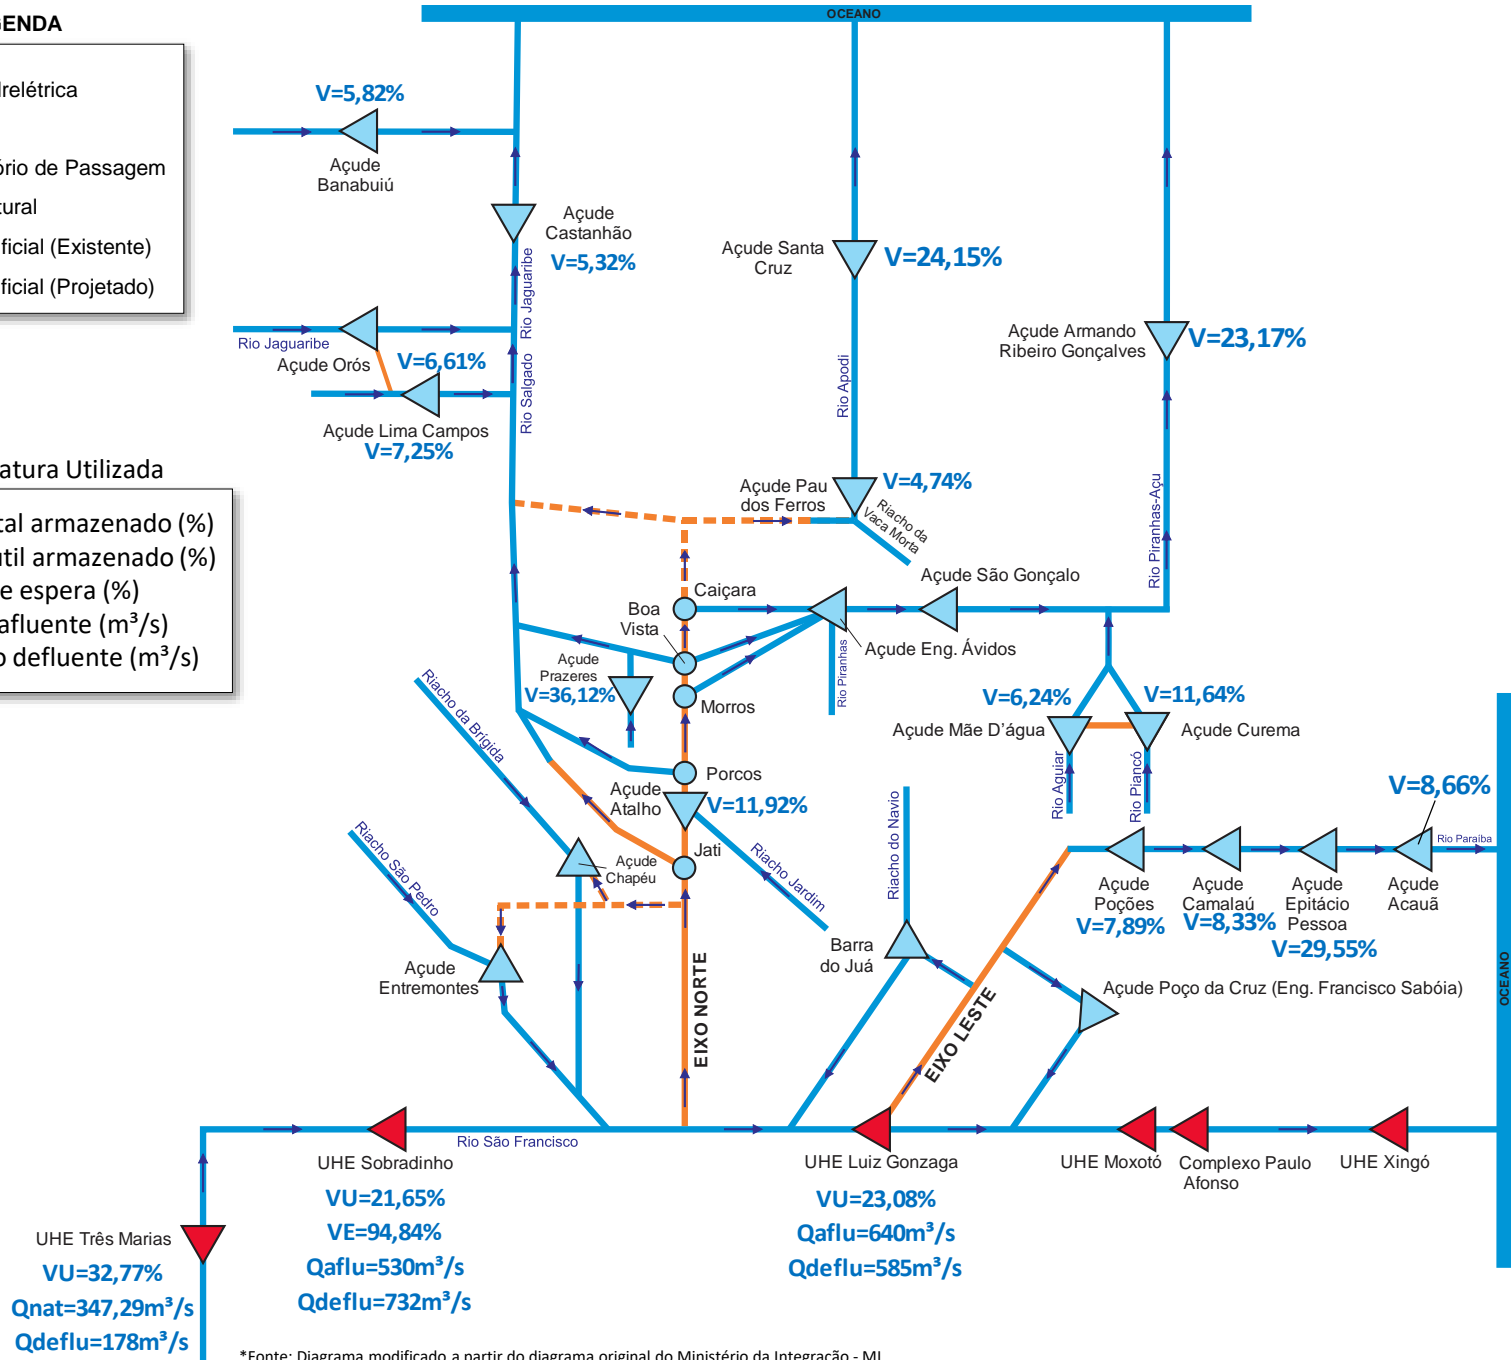 OCEANO
GENDA
drelétrica
ório de Passagem
tural
ificial (Existente)
ificial (Projetado)
V=5,82%
Açude
Banabuiú
Açude
Castanhão
V=5,32%
Rio Jaguaribe
Açude Santa
Cruz
V=24,15%
Açude Armando
Ribeiro Gonçalves
V=23,17%
Rio Jaguaribe
Açude Orós
V=6,61%
Rio Salgado
Rio Apodi
Açude Lima Campos
V=7,25%
atura Utilizada
tal armazenado (%)
útil armazenado (%)
e espera (%)
afluente (m³/s)
o defluente (m³/s)
Açude Pau
dos Ferros
V=4,74%
Riacho da
Vaca Morta
Rio Piranhas-Açu
Açude São Gonçalo
Caiçara
Boa
Vista
Açude Eng. Ávidos
Rio Piranhas
Açude
Prazeres
V=36,12%
Morros
Riacho da Brigida
V=6,24%
Açude Mãe D'água
V=11,64%
Açude Curema
Rio Aguiar
Rio Piancó
Porcos
Açude
Atalho
V=11,92%
V=8,66%
Riacho São Pedro
Açude
Chapéu
Jati
Riacho Jardim
Riacho do Navio
Rio Paraiba
Açude
Poções
V=7,89%
Açude
Camalaú
V=8,33%
Açude
Epitácio
Pessoa
V=29,55%
Açude
Acauã
Barra
do Juá
Açude
Entremontes
EIXO NORTE
EIXO LESTE
Açude Poço da Cruz (Eng. Francisco Sabóia)
OCEANO
Rio São Francisco
UHE Sobradinho
VU=21,65%
VE=94,84%
Qaflu=530m³/s
Qdeflu=732m³/s
UHE Luiz Gonzaga
VU=23,08%
Qaflu=640m³/s
Qdeflu=585m³/s
UHE Moxotó
Complexo Paulo
Afonso
UHE Xingó
UHE Três Marias
VU=32,77%
Qnat=347,29m³/s
Qdeflu=178m³/s
*Fonte: Diagrama modificado a partir do diagrama original do Ministério da Integração - MI